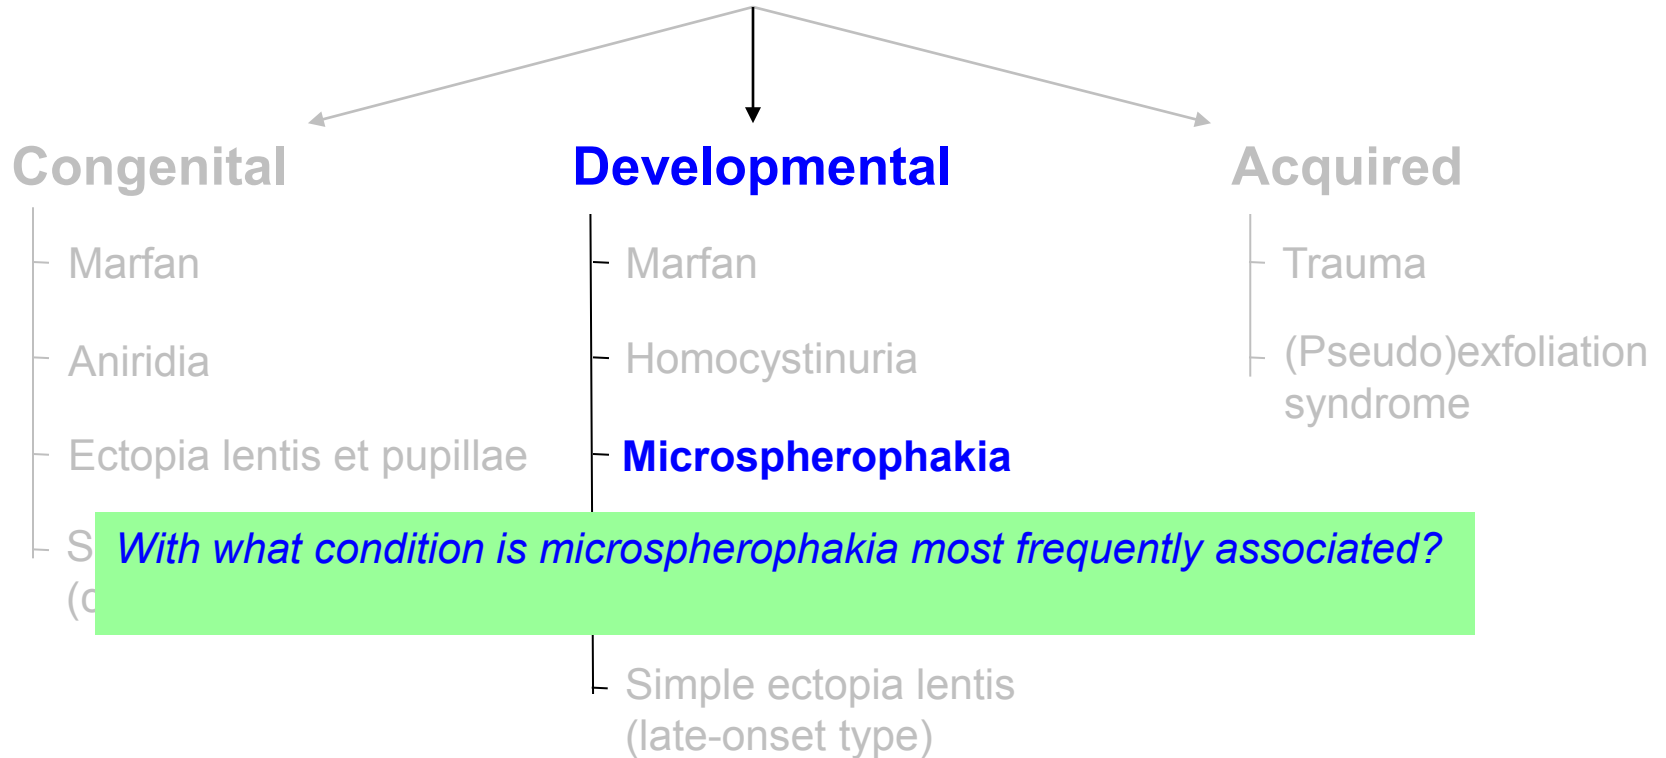 Congenital
Marfan
Aniridia
Ectopia lentis et pupillae
Developmental
Marfan
Homocystinuria
Microspherophakia
With what condition is microspherophakia most frequently associated?
Simple ectopia lentis
(late-onset type)
Acquired
Trauma
(Pseudo)exfoliation
syndrome